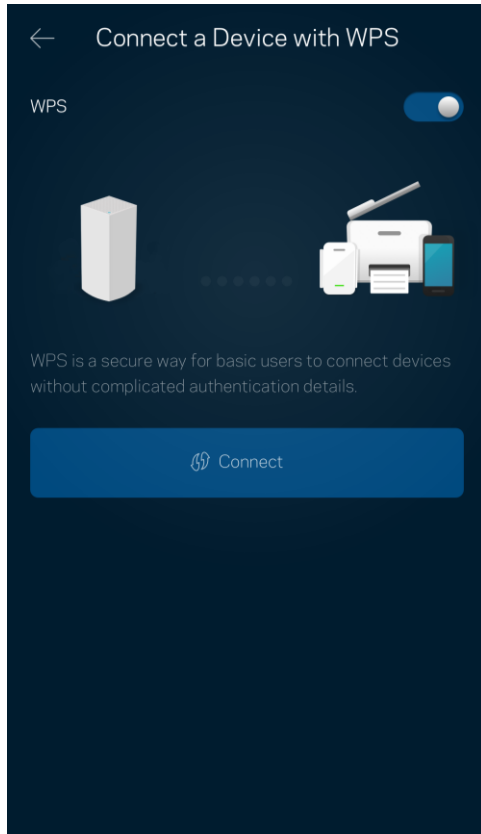 Connect a Device with WPS
WPS
WPS is a secure way for basic users to connect devices
without complicated authentication details.
Connect